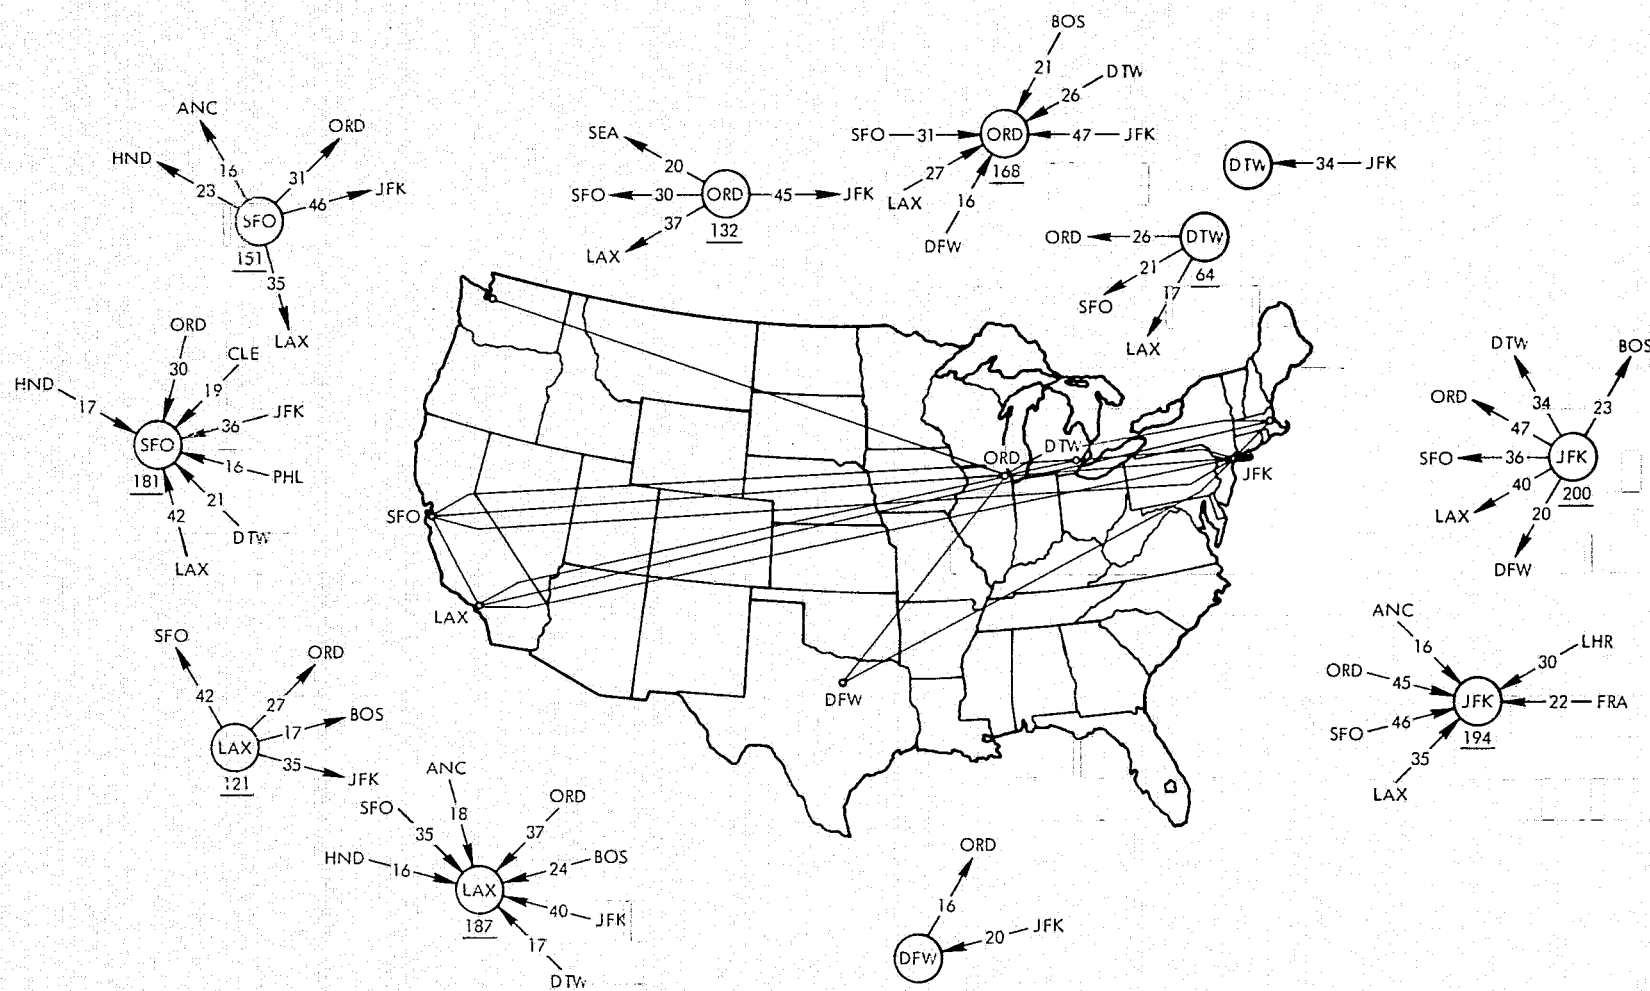 BOS
21
DTW
26
SFO 31 ORD 47 JFK
27
168
LAX
16
DFW
ANC
ORD
HND
16
31
JFK
23
46
SFO
151
35
LAX
SEA
20
SFO 30 ORD 45 JFK
37
132
LAX
DTW 34 JFK
ORD 26 DTW
21
64
SFO
17
LAX
ORD
CLE
HND
30
19
17
JFK
36
SFO
16
PHL
181
21
42
DTW
LAX
DTW
BOS
ORD
34
23
47
SFO 36 JFK
40
200
LAX
20
DFW
DTW
ORD
JFK
SFO
LAX
DFW
SFO
ORD
42
27
BOS
17
LAX
35
JFK
121
ANC
16
LHR
ORD
30
45
JFK 22 FRA
SFO 46
194
35
LAX
ANC
SFO
18
ORD
35
37
HND 16
24 BOS
LAX
40 JFK
187
17
DTW
ORD
16
JFK
20
DFW